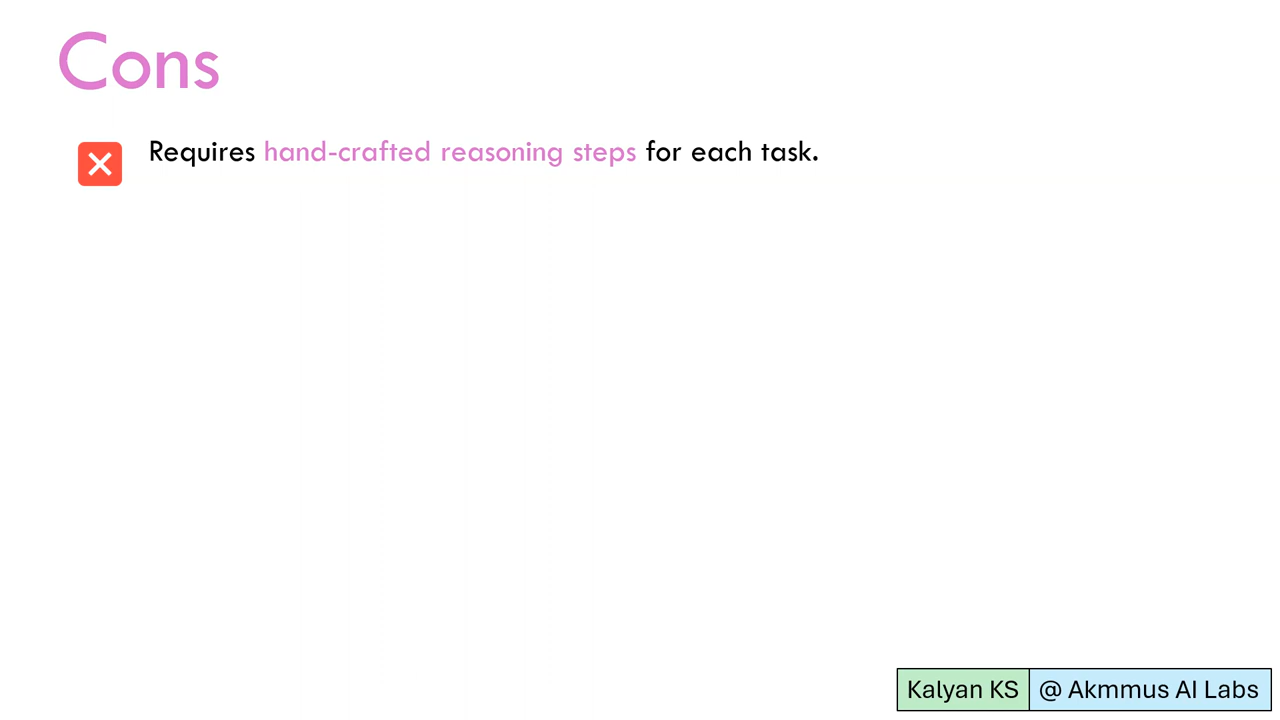 Cons
Requires hand-crafted reasoning steps for each task.
Kalyan KS @ Akmmus AI Labs